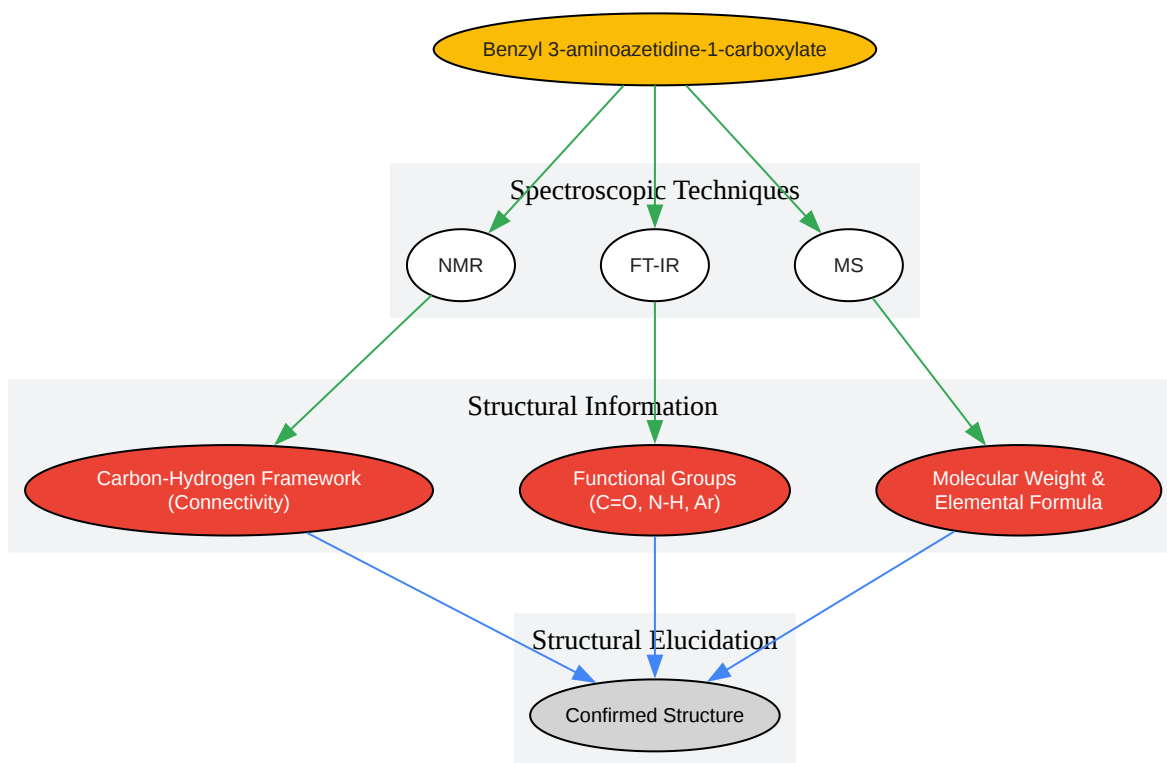 Benzyl 3-aminoazetidine-1-carboxylate
Spectroscopic Techniques
NMR
FT-IR
MS
Structural Information
Carbon-Hydrogen Framework
(Connectivity)
Functional Groups
(C=O, N-H, Ar)
Molecular Weight &
Elemental Formula
Structural Elucidation
Confirmed Structure